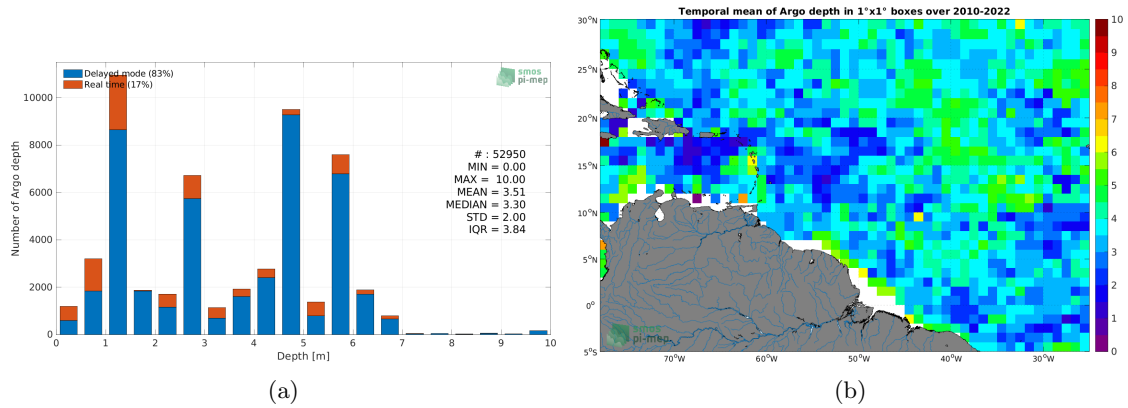 Temporal mean of Argo depth in 1°x1° boxes over 2010-2022
Delayed mode (83%)
Real time (17%)
smos
pi-mep
# : 52950
MIN = 0.00
MAX = 10.00
MEAN = 3.51
MEDIAN = 3.30
STD = 2.00
IQR = 3.84
Number of Argo depth
10000
8000
6000
4000
2000
0
0 1 2 3 4 5 6 7 8 9 10
Depth [m]
(a)
30°N
25°N
20°N
15°N
10°N
5°N
0°
5°S
70°W 60°W 50°W 40°W 30°W
smos
pi-mep
10
9
8
7
6
5
4
3
2
1
0
(b)